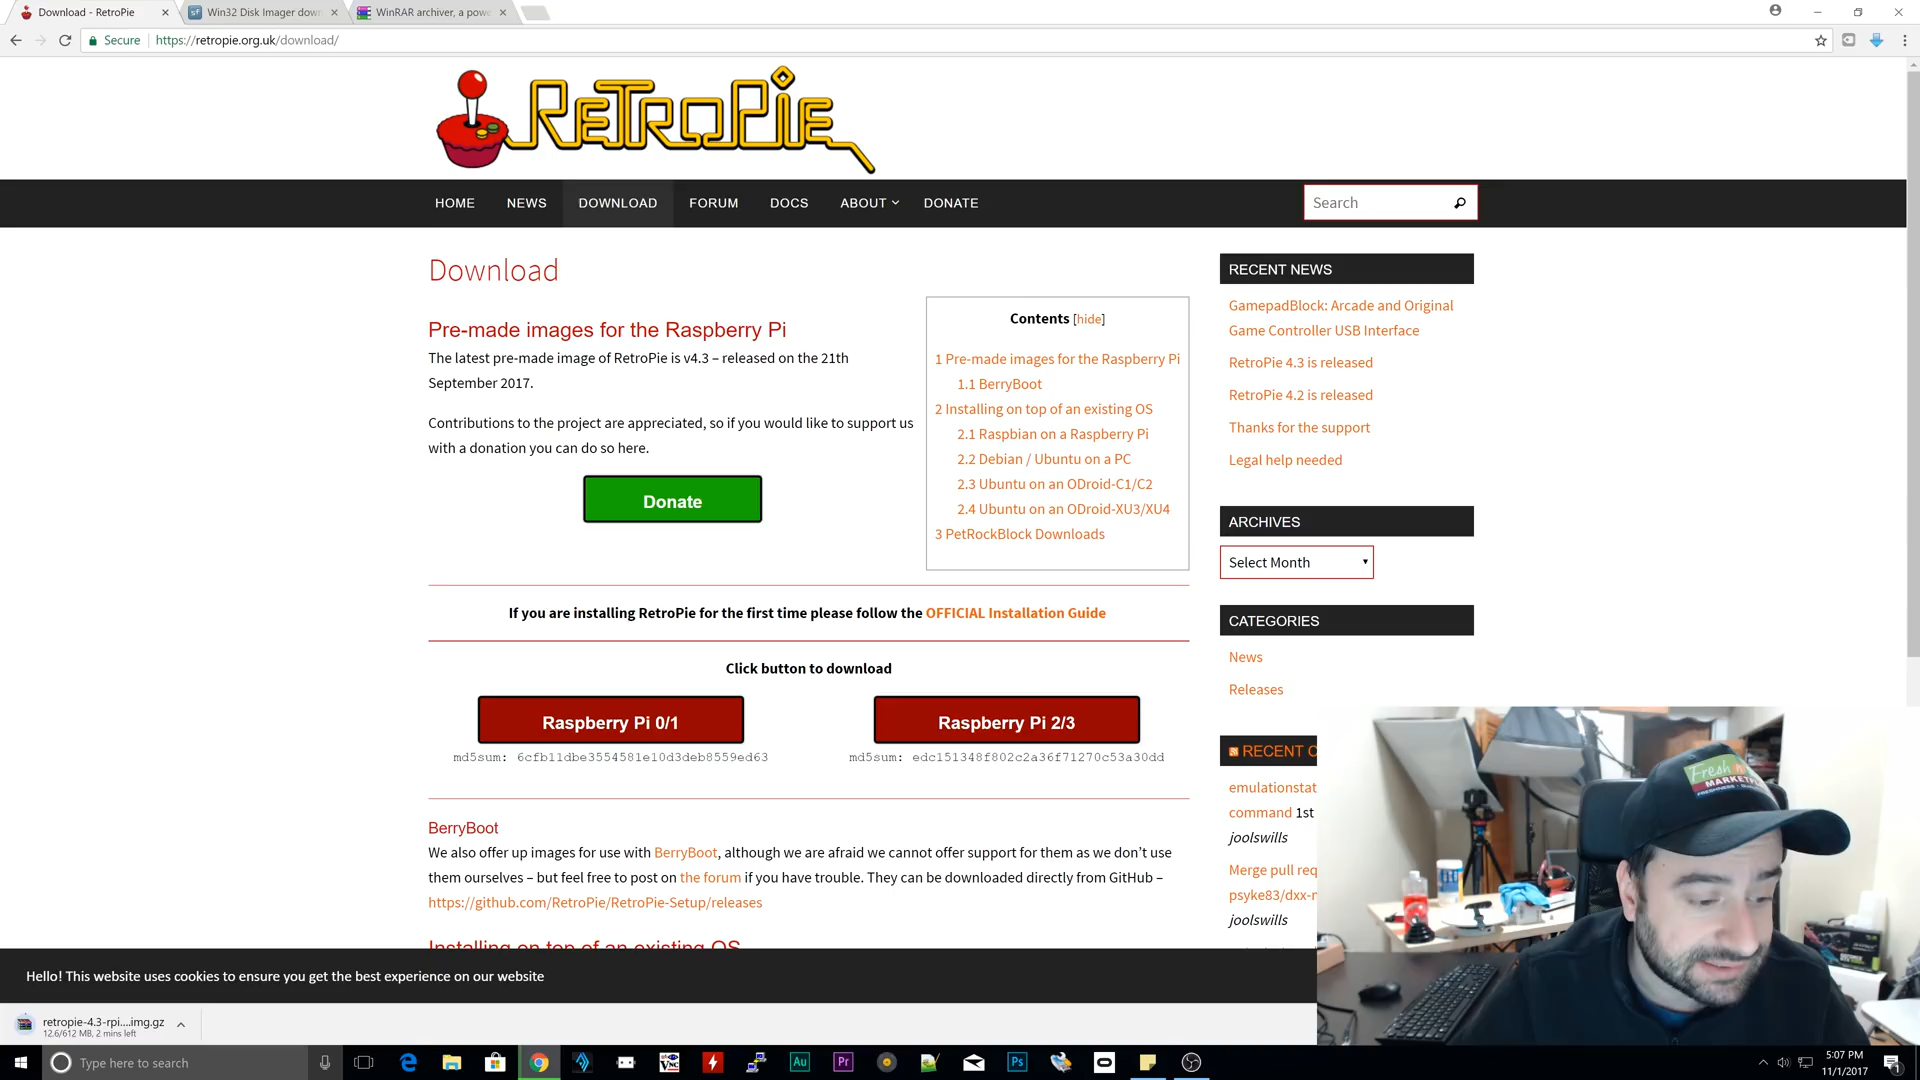 Download - RetroPie
Win32 Disk Imager down
WinRAR archiver, a powe
Secure
https://retropie.org.uk/download/
RETROPIE
HOME
NEWS
DOWNLOAD
FORUM
DOCS
ABOUT
DONATE
Search
Download
Pre-made images for the Raspberry Pi
The latest pre-made image of RetroPie is v4.3 – released on the 21th
September 2017.
Contributions to the project are appreciated, so if you would like to support us
with a donation you can do so here.
Donate
Contents [hide]
1 Pre-made images for the Raspberry Pi
1.1 BerryBoot
2 Installing on top of an existing OS
2.1 Raspbian on a Raspberry Pi
2.2 Debian / Ubuntu on a PC
2.3 Ubuntu on an ODroid-C1/C2
2.4 Ubuntu on an ODroid-XU3/XU4
3 PetRockBlock Downloads
If you are installing RetroPie for the first time please follow the OFFICIAL Installation Guide
Click button to download
Raspberry Pi 0/1
md5sum: 6cfb11dbe3554581e10d3deb8559ed63
Raspberry Pi 2/3
md5sum: edc151348f802c2a36f71270c53a30dd
BerryBoot
We also offer up images for use with BerryBoot, although we are afraid we cannot offer support for them as we don't use
them ourselves – but feel free to post on the forum if you have trouble. They can be downloaded directly from GitHub –
https://github.com/RetroPie/RetroPie-Setup/releases
Installing on top of an existing OS
RECENT NEWS
GamepadBlock: Arcade and Original
Game Controller USB Interface
RetroPie 4.3 is released
RetroPie 4.2 is released
Thanks for the support
Legal help needed
ARCHIVES
Select Month
CATEGORIES
News
Releases
RECENT C
emulationstat
command 1st
joolswills
Merge pull req
psyke83/dxx-r
joolswills
Fresh
MARKET
Hello! This website uses cookies to ensure you get the best experience on our website
retropie-4.3-rpi....img.gz
12.6/612 MB, 2 mins left
Type here to search
Au
Pr
Ps
5:07 PM
11/1/2017